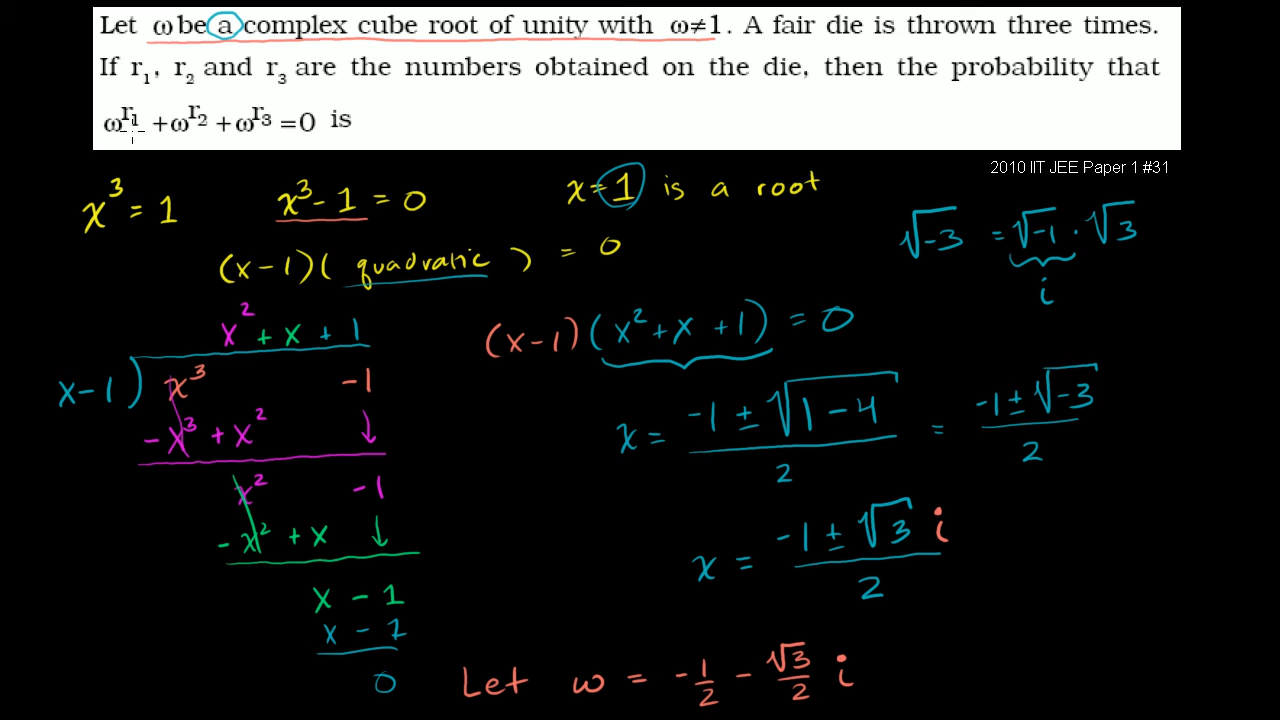 Let ω be a complex cube root of unity with ω≠1. A fair die is thrown three times.
If r₁, r₂ and r₃ are the numbers obtained on the die, then the probability that
ω^r₁ + ω^r₂ + ω^r₃ = 0 is
2010 IIT JEE Paper 1 #31
x³ = 1
x³ - 1 = 0
x = 1 is a root
(x-1)( quadratic ) = 0
√-3 = √-1 · √3
i
x² + x + 1
x-1 ) x³ -1
-x³ + x² ↓
x² -1
-x² + x ↓
x - 1
x - 1
0
(x-1)(x² + x + 1) = 0
x = (-1 ± √(1-4))/2 = (-1 ± √-3)/2
x = (-1 ± √3 i)/2
Let ω = -1/2 - √3/2 i